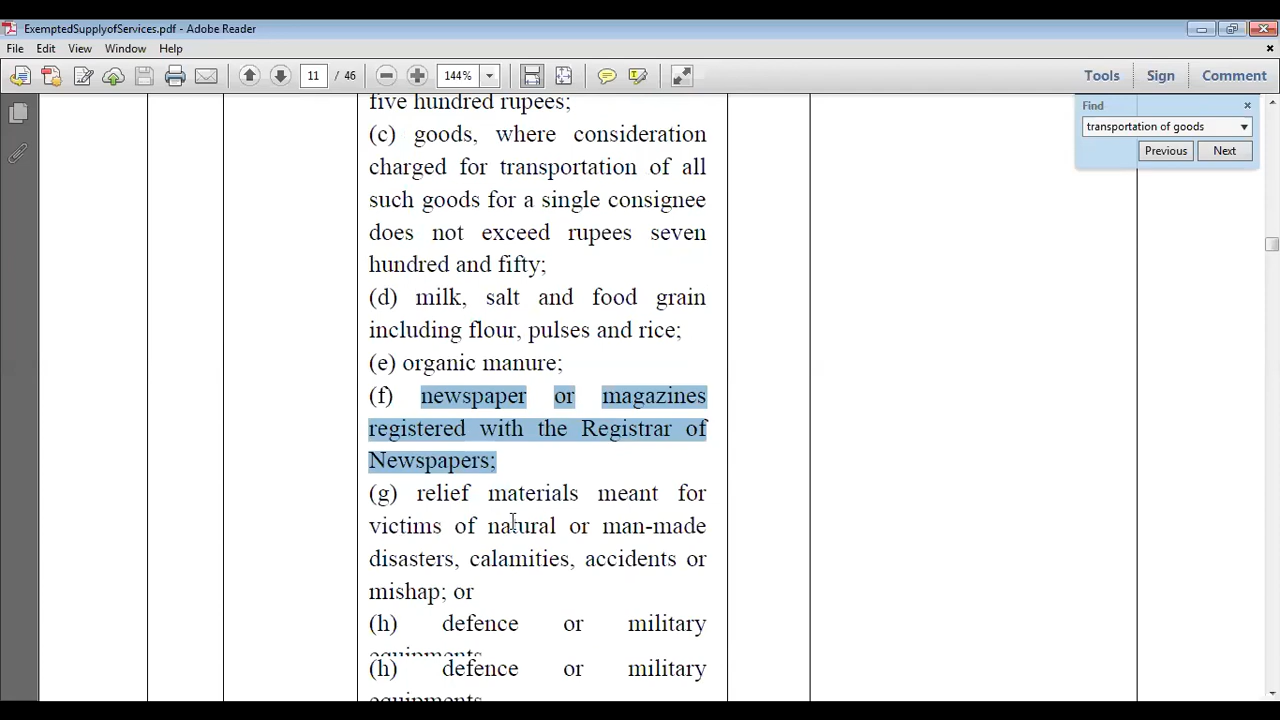 ExemptedSupplyofServices.pdf - Adobe Reader
File Edit View Window Help
11 / 46 144% Tools Sign Comment
Find
transportation of goods
Previous Next
five hundred rupees;
(c) goods, where consideration
charged for transportation of all
such goods for a single consignee
does not exceed rupees seven
hundred and fifty;
(d) milk, salt and food grain
including flour, pulses and rice;
(e) organic manure;
(f) newspaper or magazines
registered with the Registrar of
Newspapers;
(g) relief materials meant for
victims of natural or man-made
disasters, calamities, accidents or
mishap; or
(h) defence or military
equipments
(h) defence or military
equipments